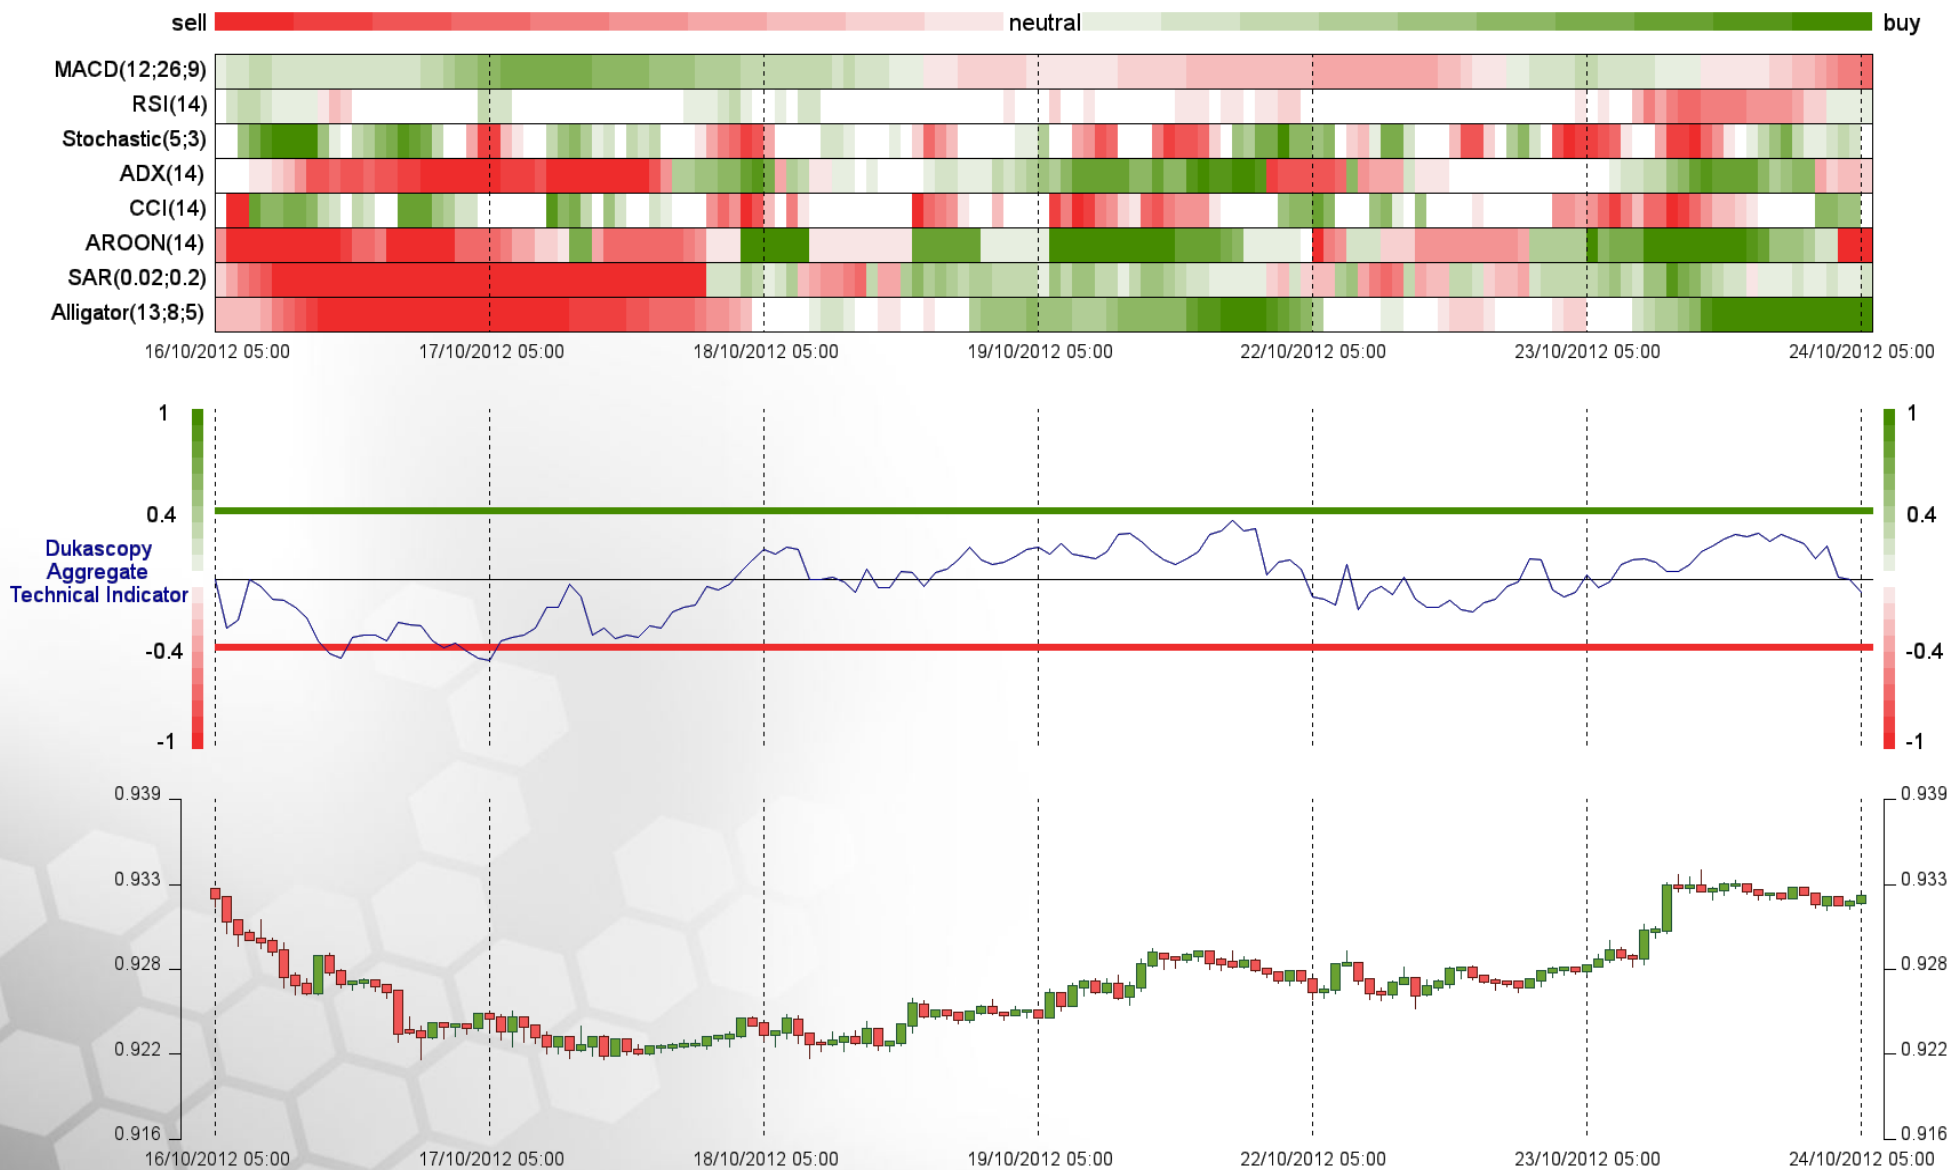 sell neutral buy
MACD(12;26;9)
RSI(14)
Stochastic(5;3)
ADX(14)
CCI(14)
AROON(14)
SAR(0.02;0.2)
Alligator(13;8;5)
16/10/2012 05:00 17/10/2012 05:00 18/10/2012 05:00 19/10/2012 05:00 22/10/2012 05:00 23/10/2012 05:00 24/10/2012 05:00
1 1
0.4 0.4
Dukascopy
Aggregate
Technical Indicator
-0.4 -0.4
-1 -1
0.939 0.939
0.933 0.933
0.928 0.928
0.922 0.922
0.916 0.916
16/10/2012 05:00 17/10/2012 05:00 18/10/2012 05:00 19/10/2012 05:00 22/10/2012 05:00 23/10/2012 05:00 24/10/2012 05:00